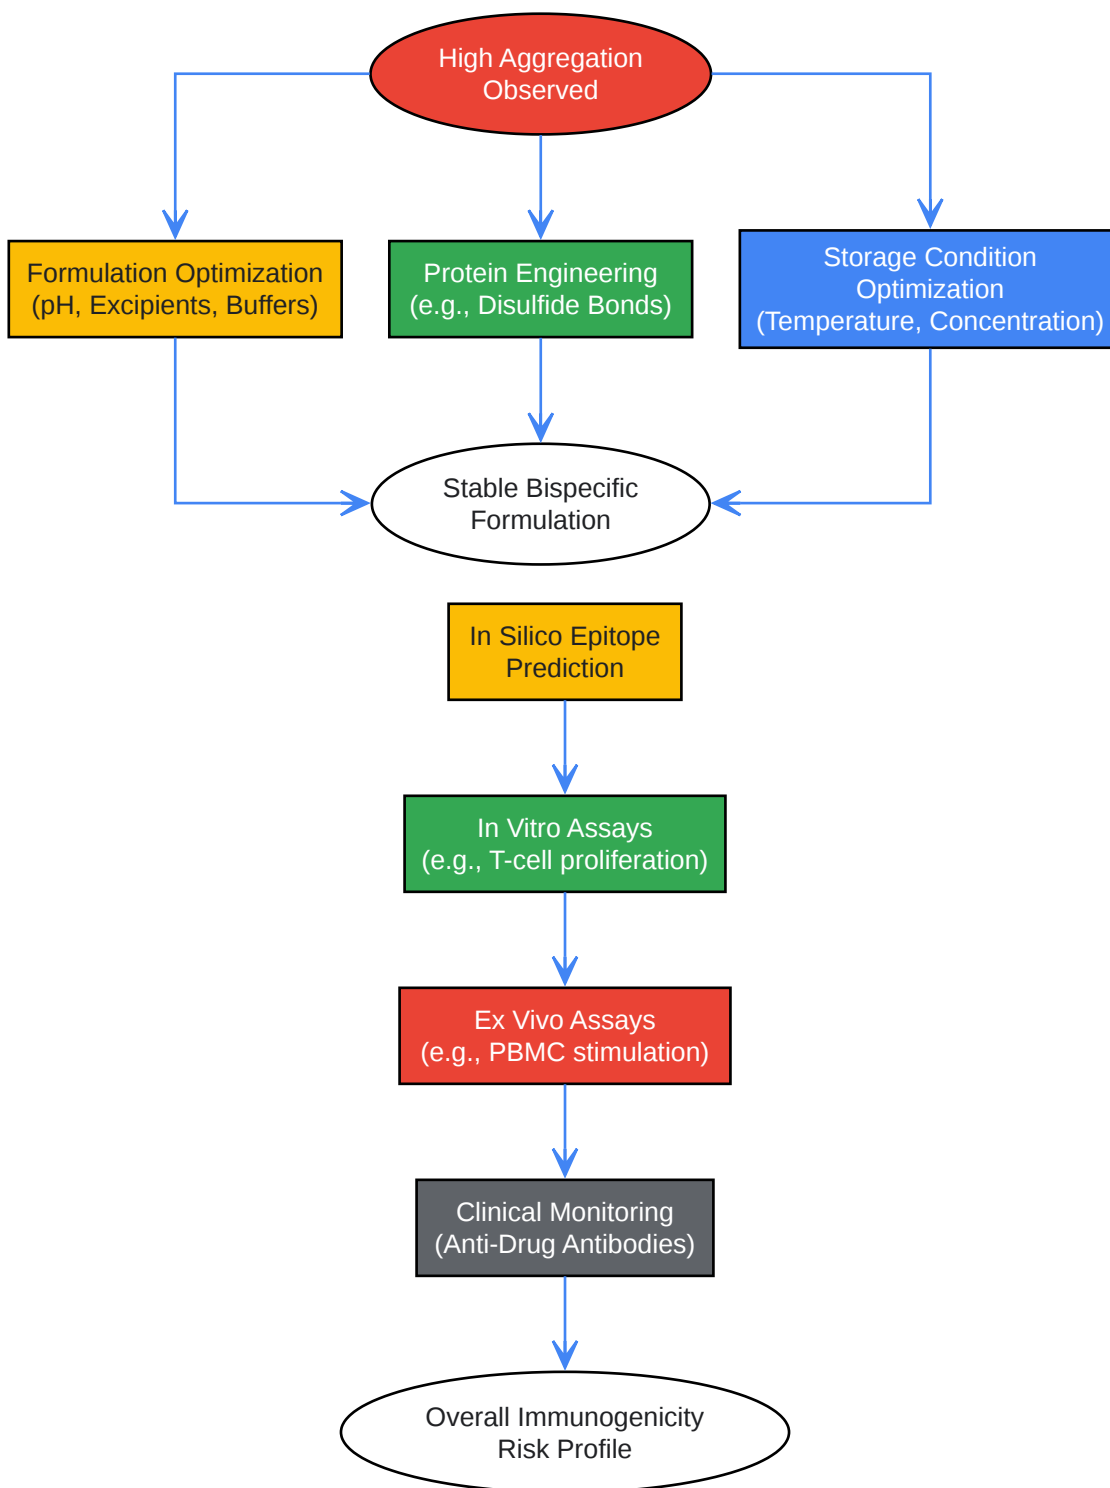 High Aggregation
Observed
Formulation Optimization
(pH, Excipients, Buffers)
Protein Engineering
(e.g., Disulfide Bonds)
Storage Condition
Optimization
(Temperature, Concentration)
Stable Bispecific
Formulation
In Silico Epitope
Prediction
In Vitro Assays
(e.g., T-cell proliferation)
Ex Vivo Assays
(e.g., PBMC stimulation)
Clinical Monitoring
(Anti-Drug Antibodies)
Overall Immunogenicity
Risk Profile